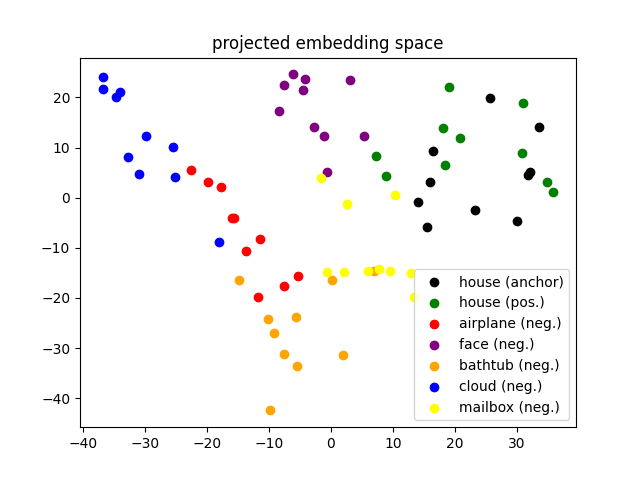 projected embedding space
20
10
0
−10
−20
−30
−40
house (anchor)
house (pos.)
airplane (neg.)
face (neg.)
bathtub (neg.)
cloud (neg.)
mailbox (neg.)
−40 −30 −20 −10 0 10 20 30